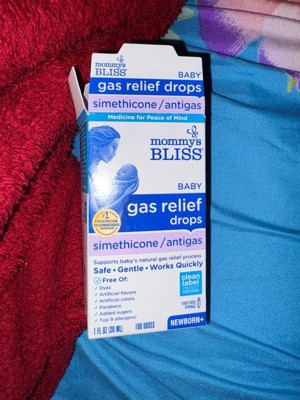 mommy's
BLISS
BABY
gas relief drops
simethicone/antigas
Medicine for Peace of Mind
mommy's
BLISS
BABY
gas relief
drops
simethicone/antigas
Supports baby's natural gas relief process
Safe • Gentle • Works Quickly
Free Of:
✓ Dyes
✓ Artificial flavors
✓ Artificial colors
✓ Parabens
✓ Added sugars
✓ Top 9 allergens
clean
label
1 FL OZ (30 ML)
100 DOSES
NEWBORN+